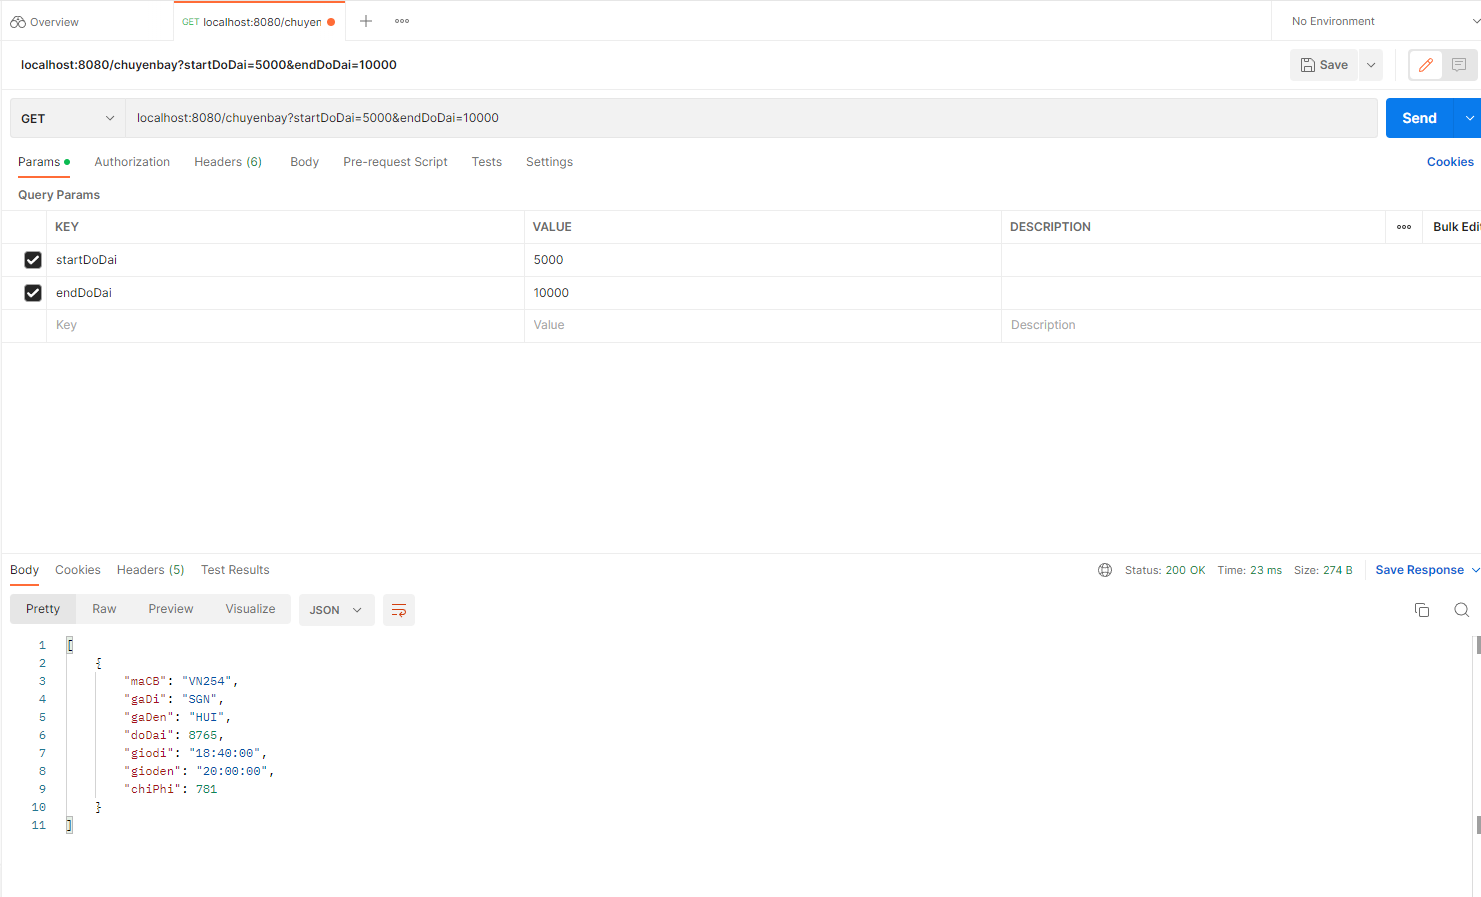 Overview
GET localhost:8080/chuyen
No Environment
localhost:8080/chuyenbay?startDoDai=5000&endDoDai=10000
Save
GET
localhost:8080/chuyenbay?startDoDai=5000&endDoDai=10000
Send
Params Authorization Headers (6) Body Pre-request Script Tests Settings Cookies
Query Params
KEY VALUE DESCRIPTION Bulk Edi
startDoDai 5000
endDoDai 10000
Key Value Description
Body Cookies Headers (5) Test Results Status: 200 OK Time: 23 ms Size: 274 B Save Response
Pretty Raw Preview Visualize JSON
1 [
2 {
3 "maCB": "VN254",
4 "gaDi": "SGN",
5 "gaDen": "HUI",
6 "doDai": 8765,
7 "giodi": "18:40:00",
8 "gioden": "20:00:00",
9 "chiPhi": 781
10 }
11 ]